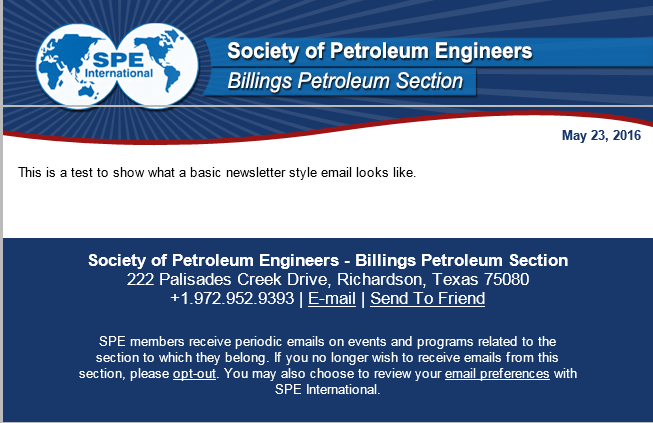 SPE
International
Society of Petroleum Engineers
Billings Petroleum Section
May 23, 2016
This is a test to show what a basic newsletter style email looks like.
Society of Petroleum Engineers - Billings Petroleum Section
222 Palisades Creek Drive, Richardson, Texas 75080
+1.972.952.9393 | E-mail | Send To Friend
SPE members receive periodic emails on events and programs related to the
section to which they belong. If you no longer wish to receive emails from this
section, please opt-out. You may also choose to review your email preferences with
SPE International.